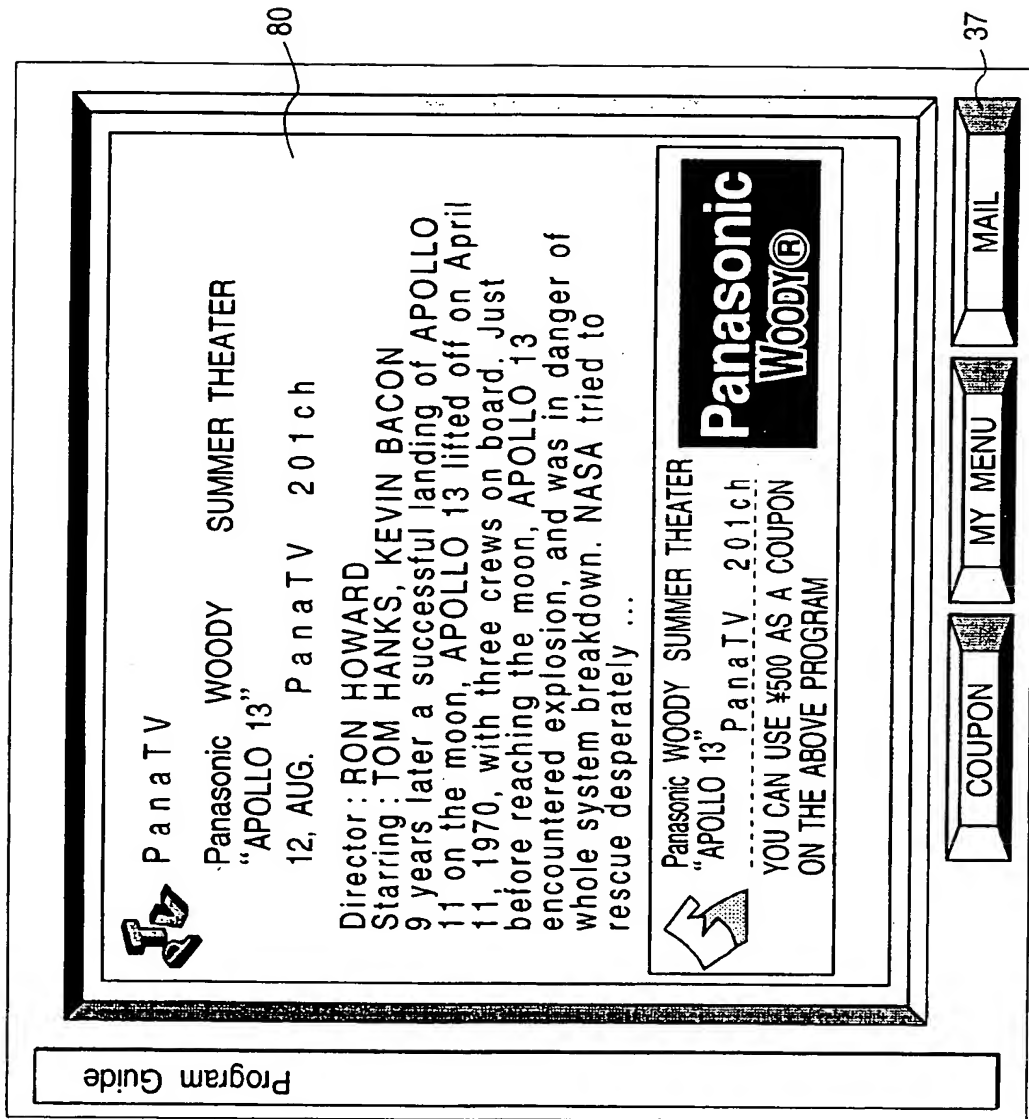 Program Guide
80
PanaTV
Panasonic WOODY SUMMER THEATER
“APOLLO 13”
12, AUG. PanaTV 201ch
Director : RON HOWARD
Starring : TOM HANKS, KEVIN BACON
9 years later a successful landing of APOLLO
11 on the moon, APOLLO 13 lifted off on April
11, 1970, with three crews on board. Just
before reaching the moon, APOLLO 13
encountered explosion, and was in danger of
whole system breakdown. NASA tried to
rescue desperately ...
Panasonic WOODY SUMMER THEATER
“APOLLO 13”
PanaTV 201ch
YOU CAN USE ¥500 AS A COUPON
ON THE ABOVE PROGRAM
Panasonic
WOODY®
COUPON
MY MENU
MAIL
37